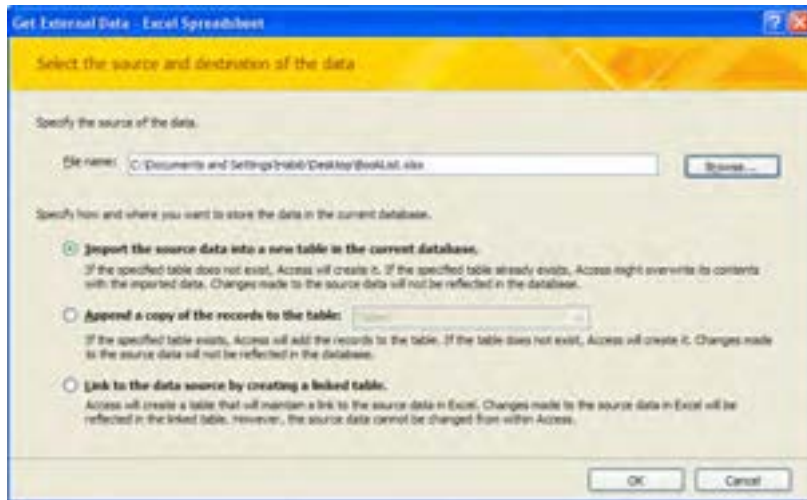 Get External Data - Excel Spreadsheet
Select the source and destination of the data
Specify the source of the data.
File name: C:\Documents and Settings\Habib\Desktop\BookList.xlsx
Browse...
Specify how and where you want to store the data in the current database.
Import the source data into a new table in the current database.
If the specified table does not exist, Access will create it. If the specified table already exists, Access might overwrite its contents
with the imported data. Changes made to the source data will not be reflected in the database.
Append a copy of the records to the table:
If the specified table exists, Access will add the records to the table. If the table does not exist, Access will create it. Changes made
to the source data will not be reflected in the database.
Link to the data source by creating a linked table.
Access will create a table that will maintain a link to the source data in Excel. Changes made to the source data in Excel will be
reflected in the linked table. However, the source data cannot be changed from within Access.
OK Cancel